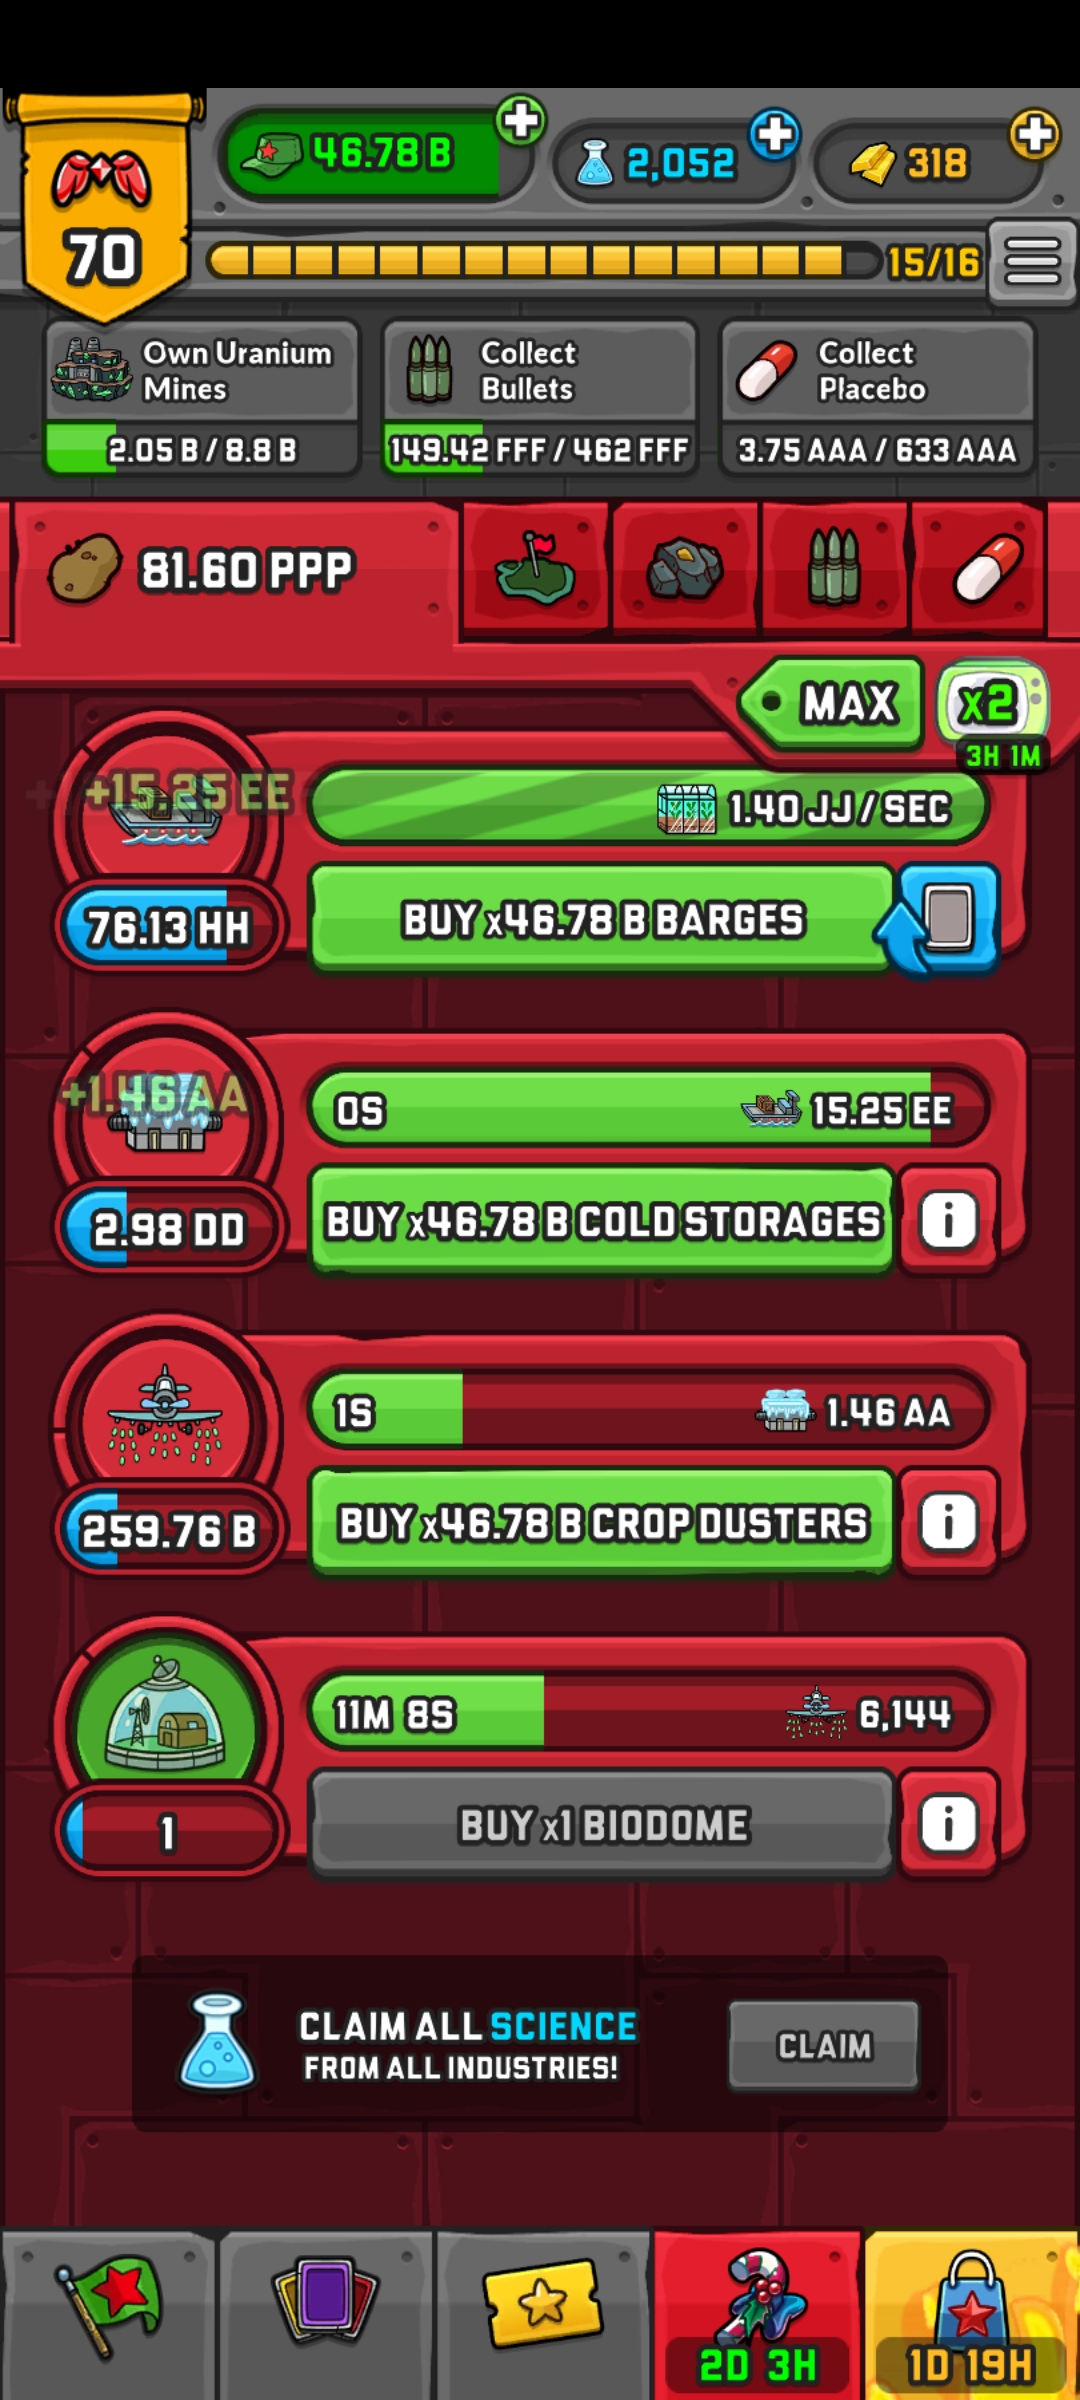 46.78 B
2,052
318
70
15/16
Own Uranium
Mines
2.05 B / 8.8 B
Collect
Bullets
149.42 FFF / 462 FFF
Collect
Placebo
3.75 AAA / 633 AAA
81.60 PPP
MAX
x2
3H 1M
+15.25 EE
1.40 JJ / SEC
76.13 HH
BUY x46.78 B BARGES
+1.46 AA
0S
15.25 EE
2.98 DD
BUY x46.78 B COLD STORAGES
i
1S
1.46 AA
259.76 B
BUY x46.78 B CROP DUSTERS
i
11M 8S
6,144
1
BUY x1 BIODOME
i
CLAIM ALL SCIENCE
FROM ALL INDUSTRIES!
CLAIM
2D 3H
1D 19H